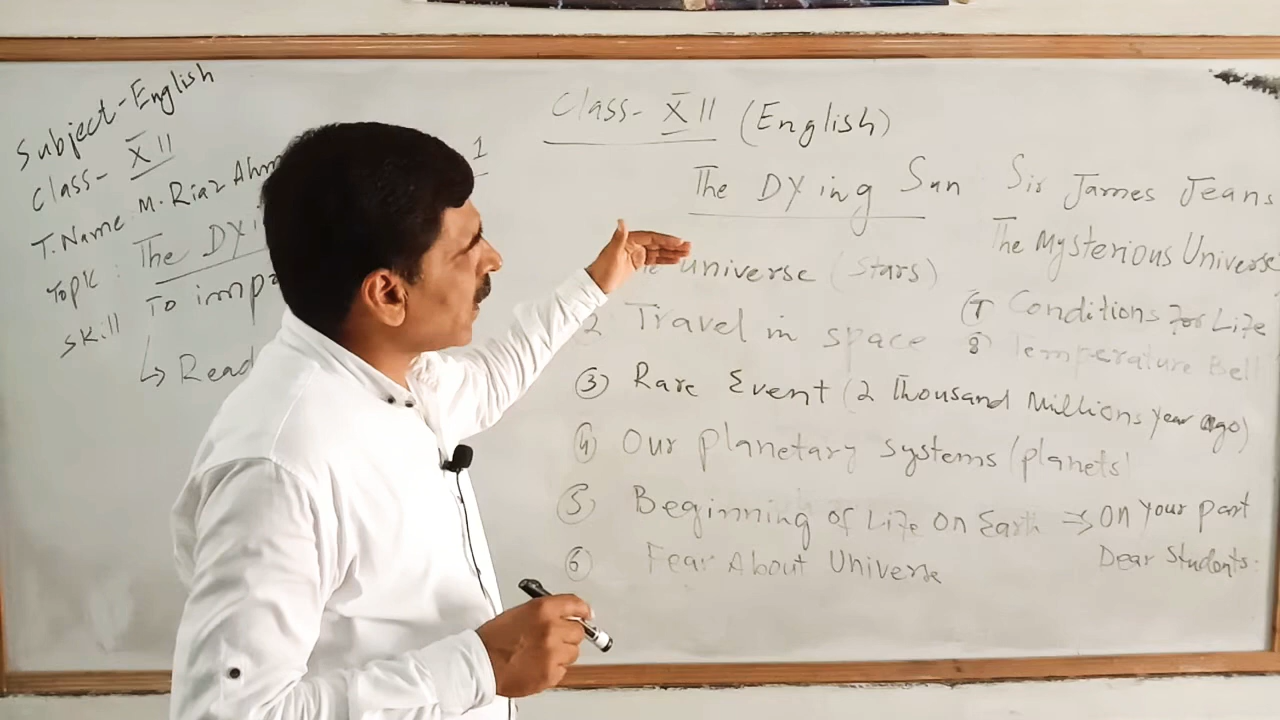 Subject-English
Class- XII
T.Name: M. Riaz Ahm
Topic: The DYi
Skill To imp
↳ Read
1
Class- XII (English)
The DYing Sun
Sir James Jeans
The Mysterious Universe
universe (Stars)
2 Travel in space
③ Rare Event (2 Thousand Millions year ago)
④ Our planetary systems (planets)
⑤ Beginning of Life on Earth ⇒ on your part
Dear Students:
⑥ Fear About Universe
⑦ Conditions For Life
⑧ Temperature Bell